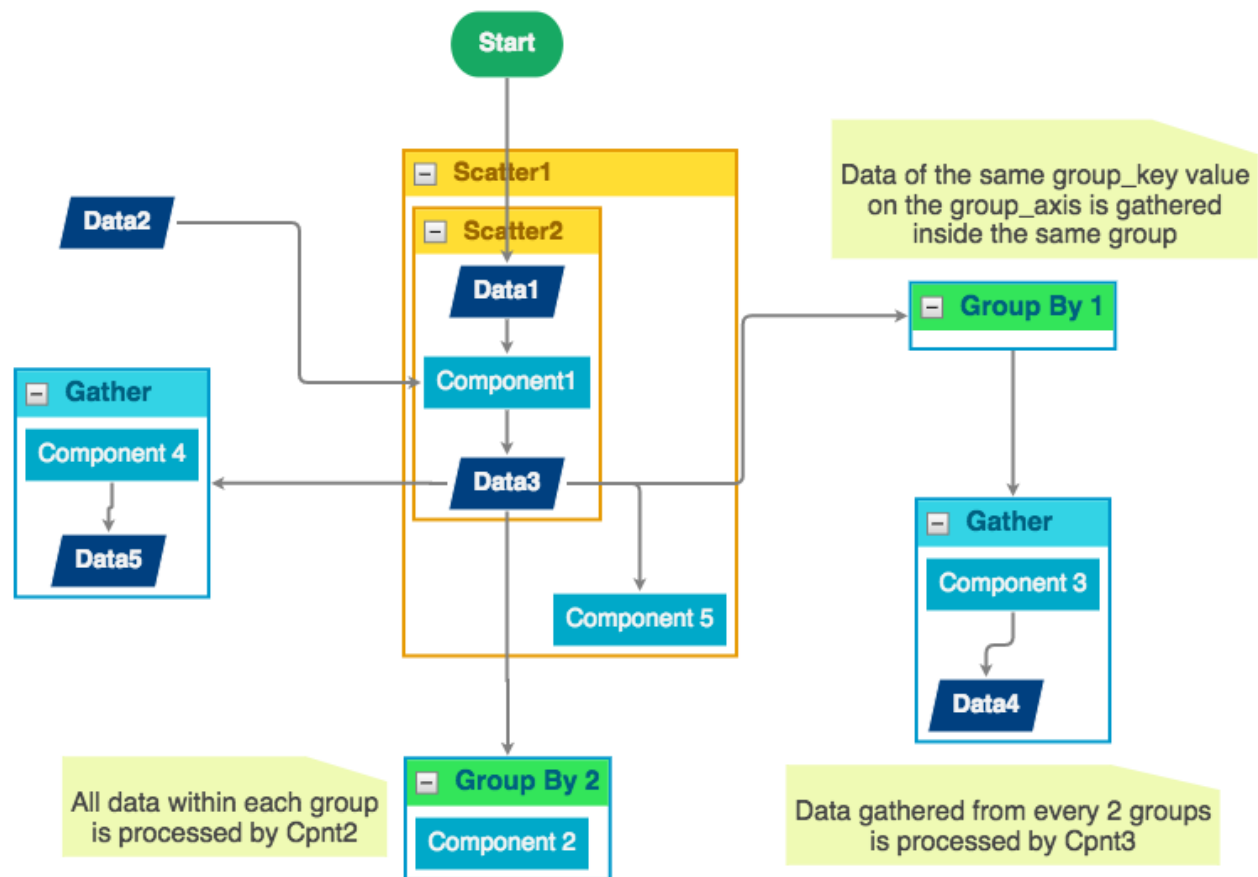 Start
Scatter1
Data of the same group_key value
on the group_axis is gathered
inside the same group
Data2
Scatter2
Data1
Group By 1
Component1
Gather
Component 4
Data3
Gather
Data5
Component 3
Component 5
Data4
Group By 2
All data within each group
is processed by Cpnt2
Component 2
Data gathered from every 2 groups
is processed by Cpnt3